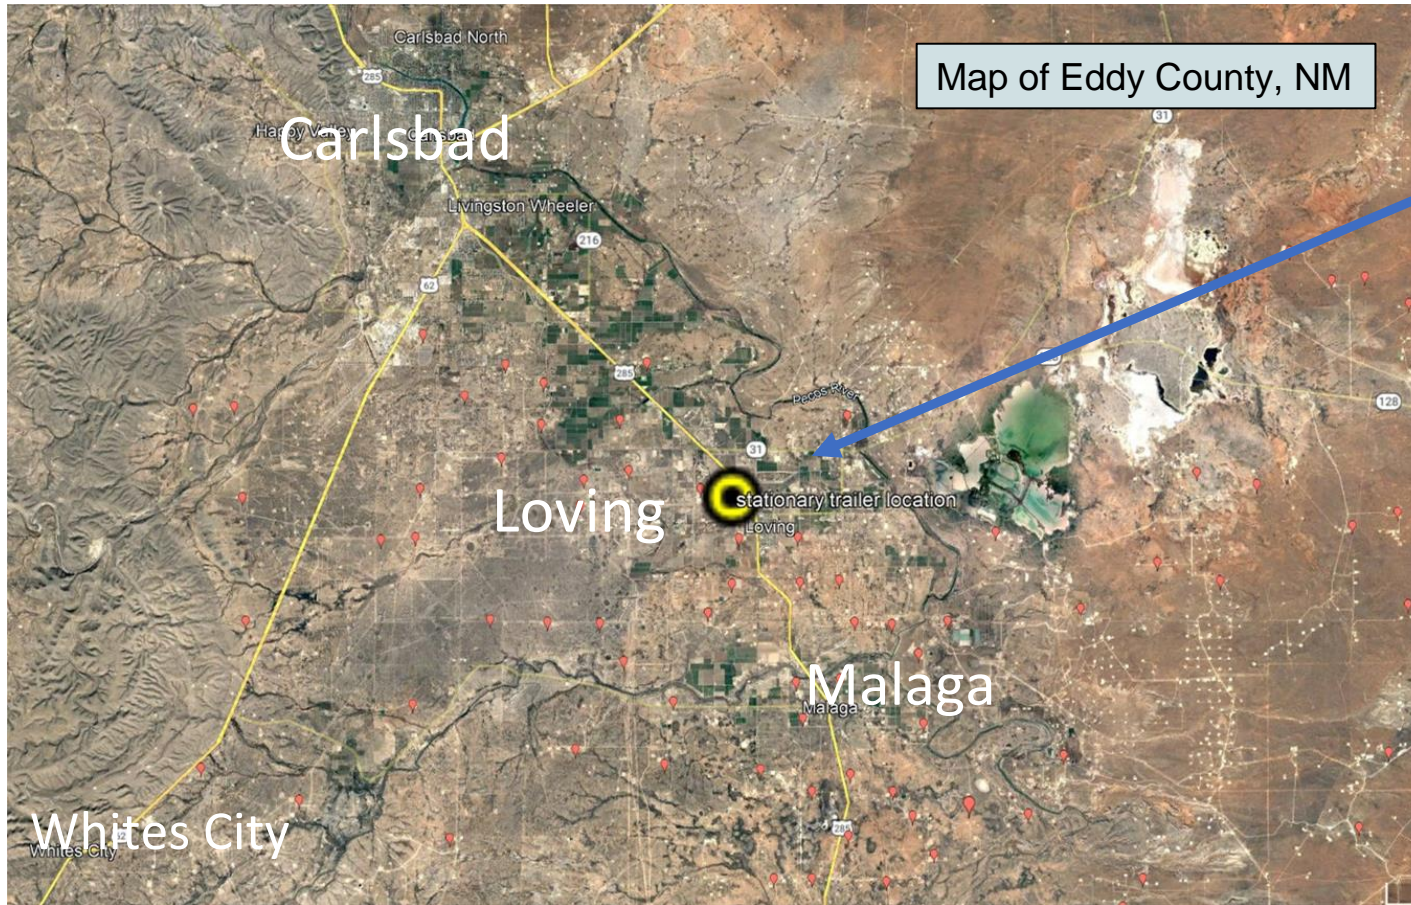 Carlsbad North
Map of Eddy County, NM
285
31
Happy Valley
Carlsbad
Carlsbad
Livingston Wheeler
216
62
285
Pecos River
128
31
stationary trailer location
Loving
Loving
Malaga
Malaga
285
Whites City
62
Whites City